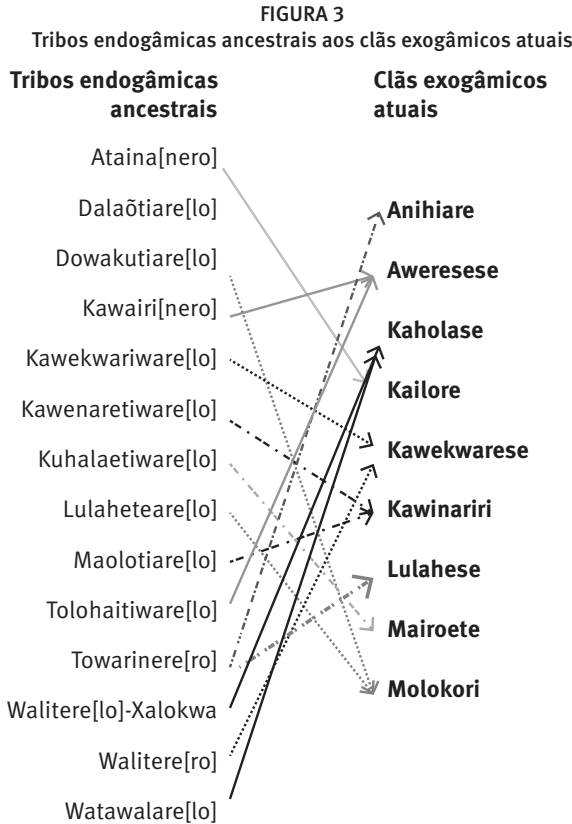 FIGURA 3
Tribos endogâmicas ancestrais aos clãs exogâmicos atuais
Tribos endogâmicas
ancestrais
Ataina[nero]
Dalaõtiare[lo]
Dowakutiare[lo]
Kawairi[nero]
Kawekwariware[lo]
Kawenaretiware[lo]
Kuhalaetiware[lo]
Lulaheteare[lo]
Maolotiare[lo]
Tolohaitiware[lo]
Towarinere[ro]
Walitere[lo]-Xalokwa
Walitere[ro]
Watawalare[lo]
Clãs exogâmicos
atuais
Anihiare
Aweresese
Kaholase
Kailore
Kawekwarese
Kawinariri
Lulahese
Mairoete
Molokori